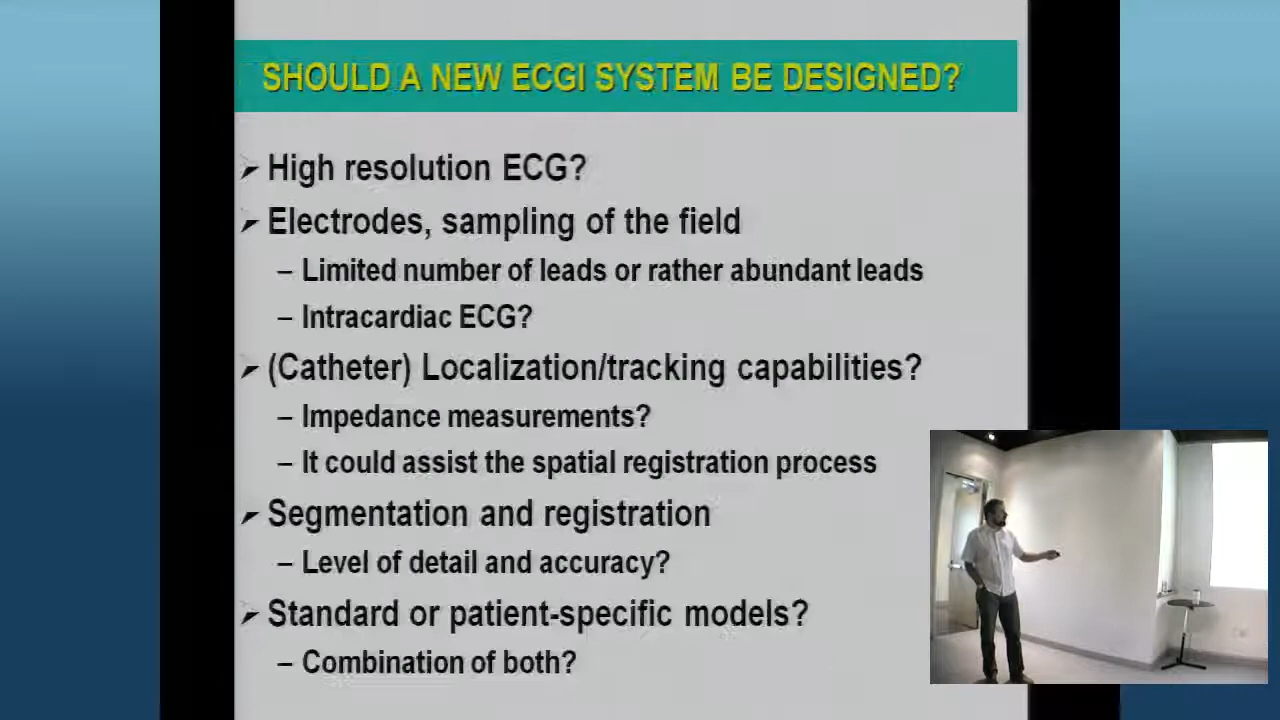 SHOULD A NEW ECGI SYSTEM BE DESIGNED?
➢ High resolution ECG?
➢ Electrodes, sampling of the field
– Limited number of leads or rather abundant leads
– Intracardiac ECG?
➢ (Catheter) Localization/tracking capabilities?
– Impedance measurements?
– It could assist the spatial registration process
➢ Segmentation and registration
– Level of detail and accuracy?
➢ Standard or patient-specific models?
– Combination of both?